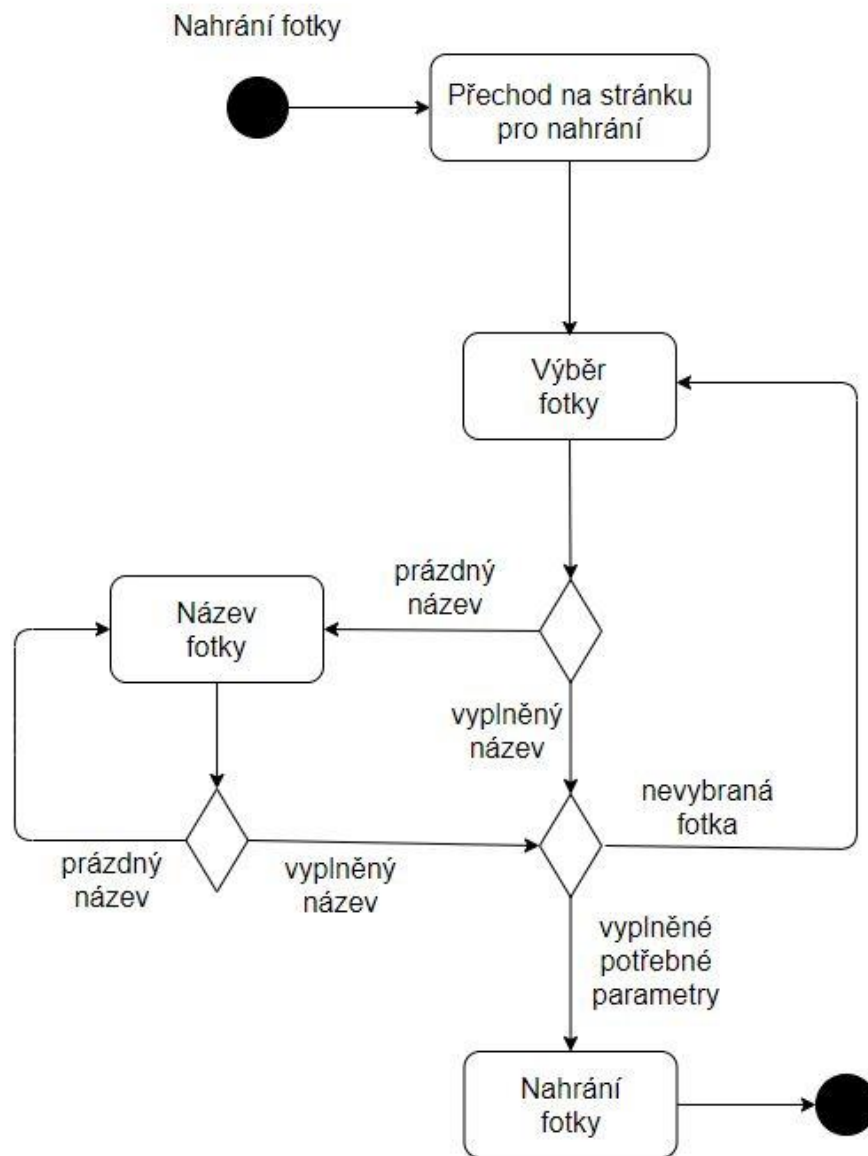 Nahrání fotky
Přechod na stránku
pro nahrání
Výběr
fotky
prázdný
název
Název
fotky
vyplněný
název
nevybraná
fotka
prázdný
název
vyplněný
název
vyplněné
potřebné
parametry
Nahrání
fotky